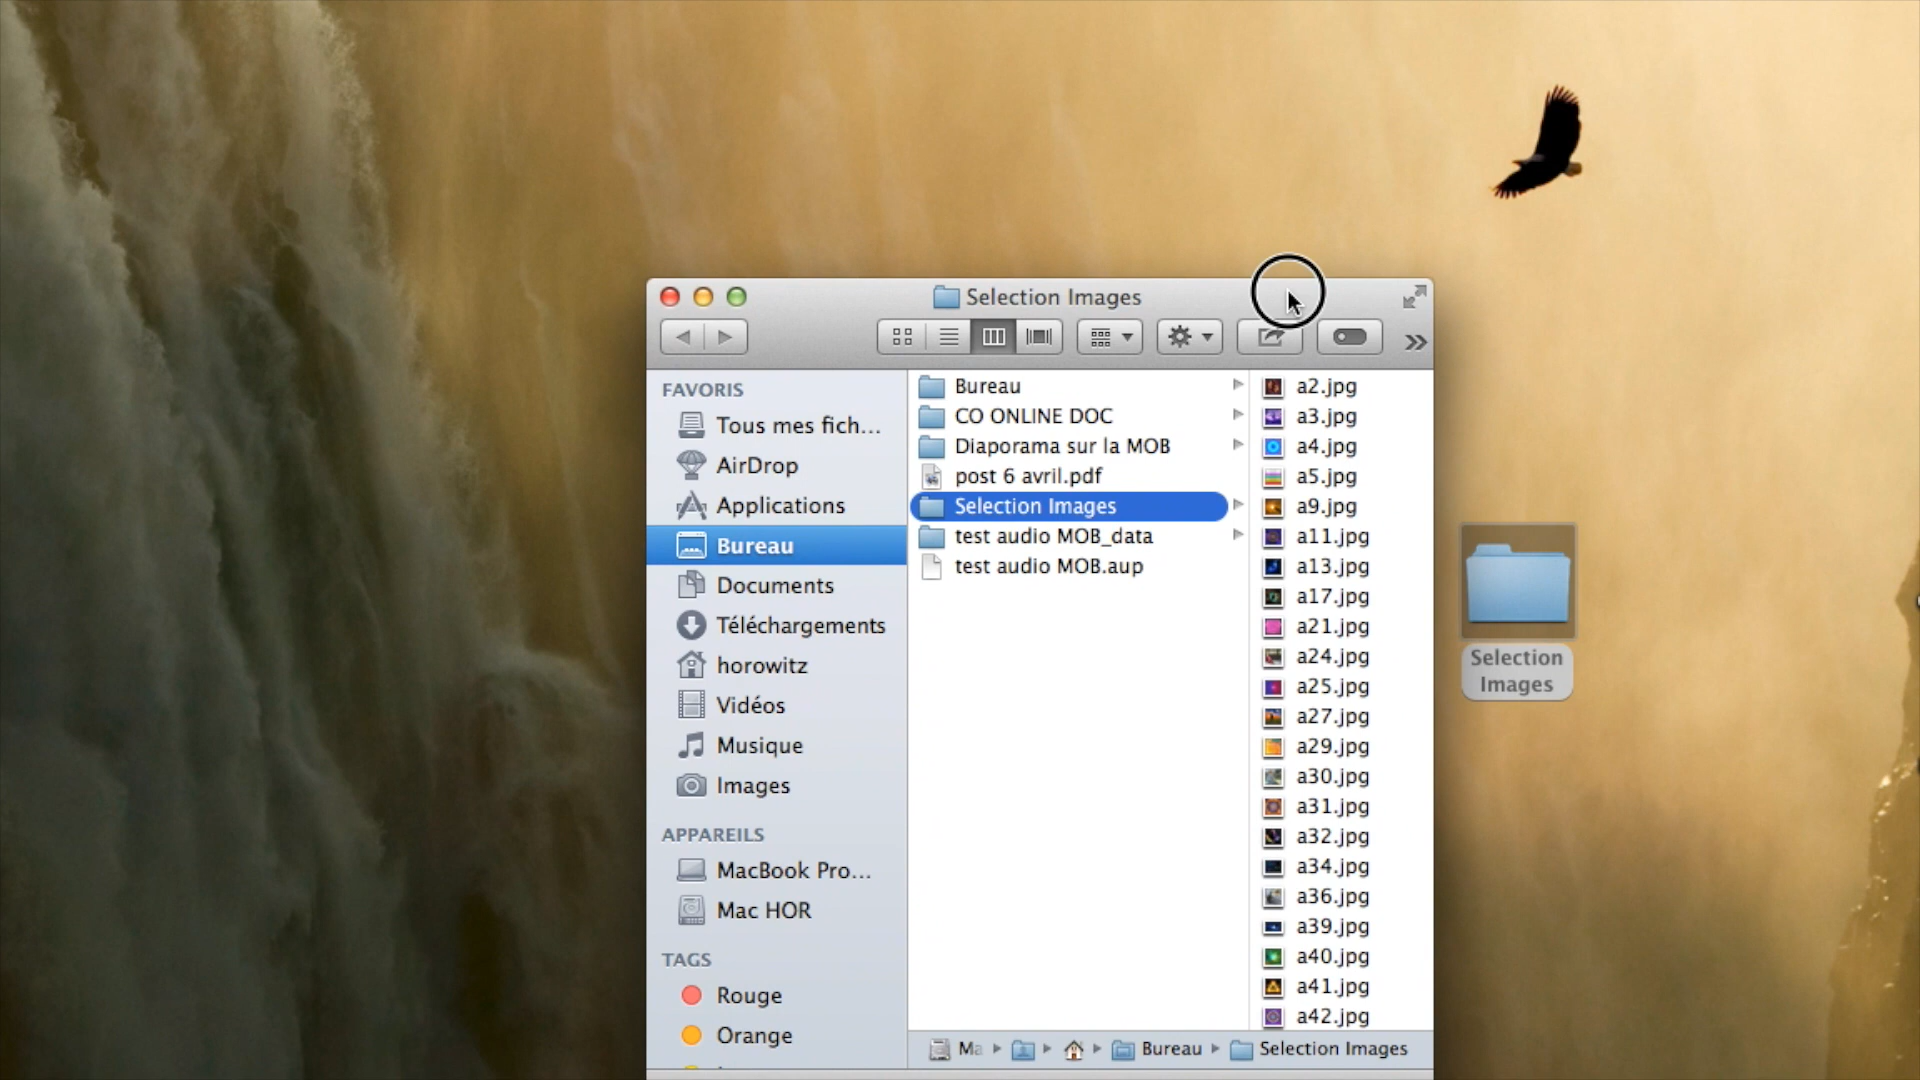 Selection Images
FAVORIS
Tous mes fich...
AirDrop
Applications
Bureau
Documents
Téléchargements
horowitz
Vidéos
Musique
Images
APPAREILS
MacBook Pro...
Mac HOR
TAGS
Rouge
Orange
Bureau
CO ONLINE DOC
Diaporama sur la MOB
post 6 avril.pdf
Selection Images
test audio MOB_data
test audio MOB.aup
a2.jpg
a3.jpg
a4.jpg
a5.jpg
a9.jpg
a11.jpg
a13.jpg
a17.jpg
a21.jpg
a24.jpg
a25.jpg
a27.jpg
a29.jpg
a30.jpg
a31.jpg
a32.jpg
a34.jpg
a36.jpg
a39.jpg
a40.jpg
a41.jpg
a42.jpg
Ma Bureau Selection Images
Selection
Images